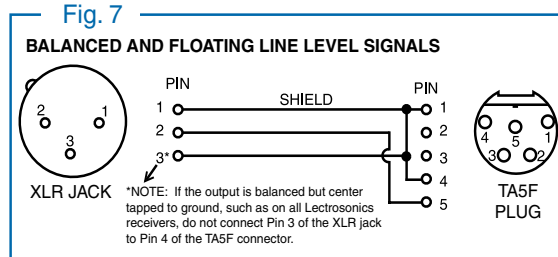 Fig. 7
BALANCED AND FLOATING LINE LEVEL SIGNALS
PIN
PIN
SHIELD
1
1
2
2
3*
3
4
5
2
1
3
XLR JACK
4
5
1
3
2
TA5F
PLUG
*NOTE: If the output is balanced but center
tapped to ground, such as on all Lectrosonics
receivers, do not connect Pin 3 of the XLR jack
to Pin 4 of the TA5F connector.